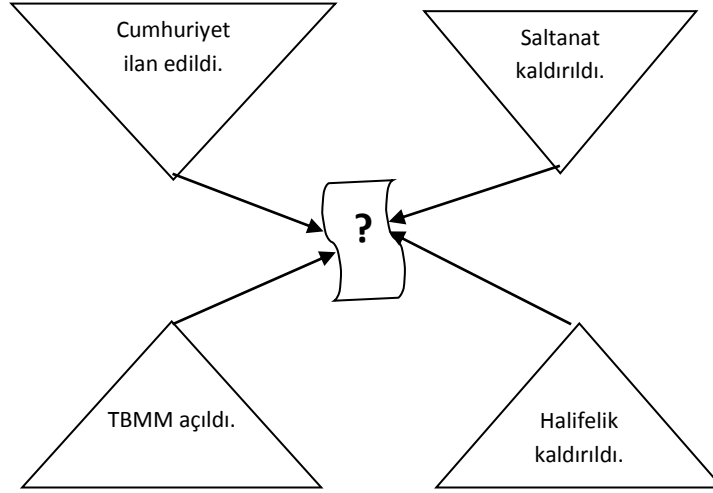 Cumhuriyet
ilan edildi.
Saltanat
kaldırıldı.
?
TBMM açıldı.
Halifelik
kaldırıldı.